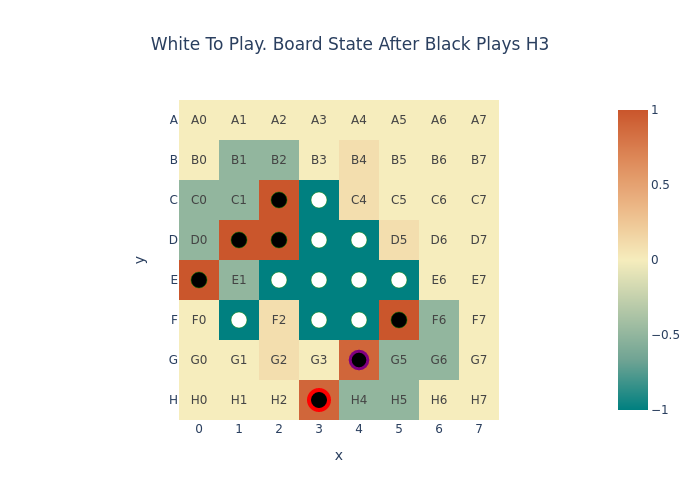 White To Play. Board State After Black Plays H3
A A0 A1 A2 A3 A4 A5 A6 A7
B B0 B1 B2 B3 B4 B5 B6 B7
C C0 C1 C4 C5 C6 C7
D D0 D5 D6 D7
E E1 E6 E7
F F0 F2 F6 F7
G G0 G1 G2 G3 G5 G6 G7
H H0 H1 H2 H4 H5 H6 H7
0 1 2 3 4 5 6 7
x
y
1
0.5
0
−0.5
−1